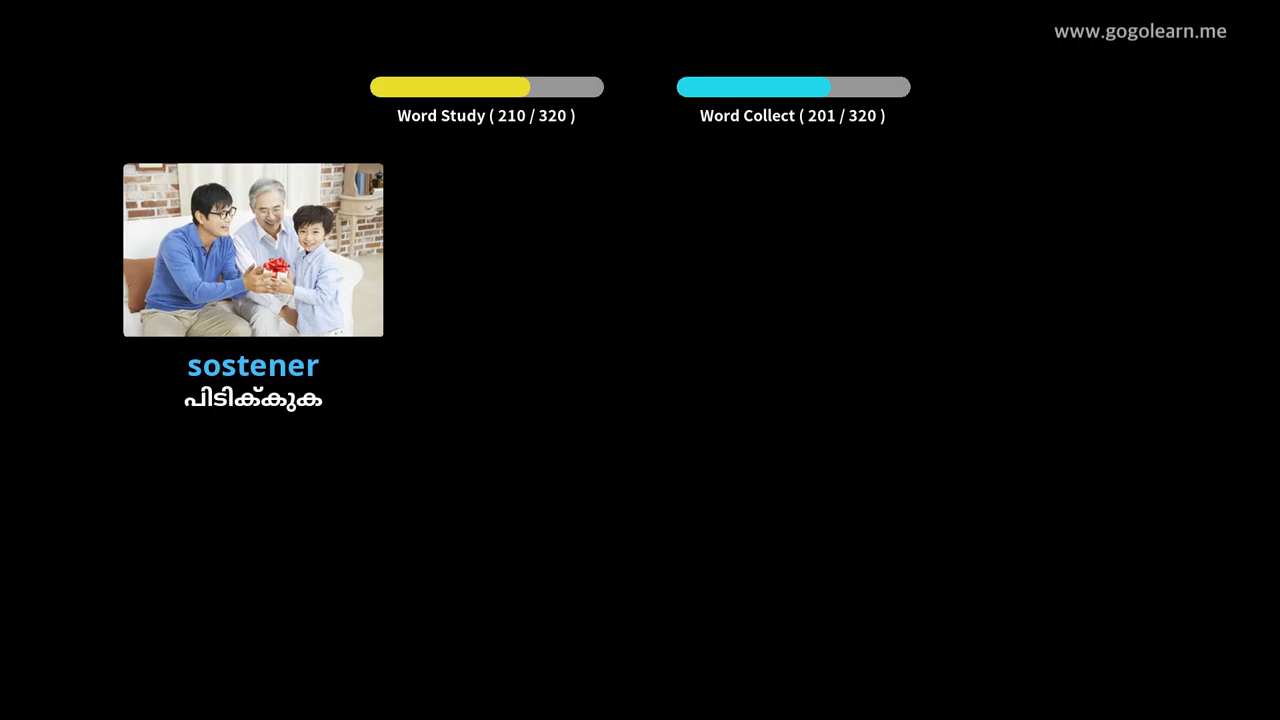 www.gogolearn.me
Word Study ( 210 / 320 )
Word Collect ( 201 / 320 )
sostener
പിടിക്കുക